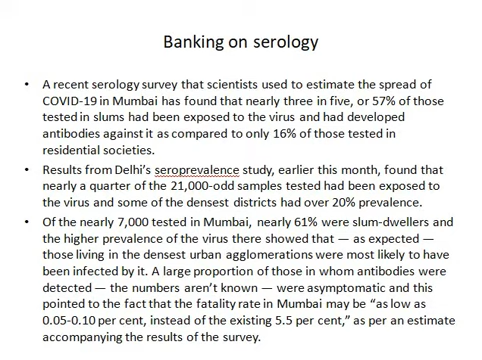 Banking on serology
• A recent serology survey that scientists used to estimate the spread of
COVID-19 in Mumbai has found that nearly three in five, or 57% of those
tested in slums had been exposed to the virus and had developed
antibodies against it as compared to only 16% of those tested in
residential societies.
• Results from Delhi's seroprevalence study, earlier this month, found that
nearly a quarter of the 21,000-odd samples tested had been exposed to
the virus and some of the densest districts had over 20% prevalence.
• Of the nearly 7,000 tested in Mumbai, nearly 61% were slum-dwellers and
the higher prevalence of the virus there showed that — as expected —
those living in the densest urban agglomerations were most likely to have
been infected by it. A large proportion of those in whom antibodies were
detected — the numbers aren't known — were asymptomatic and this
pointed to the fact that the fatality rate in Mumbai may be "as low as
0.05-0.10 per cent, instead of the existing 5.5 per cent," as per an estimate
accompanying the results of the survey.